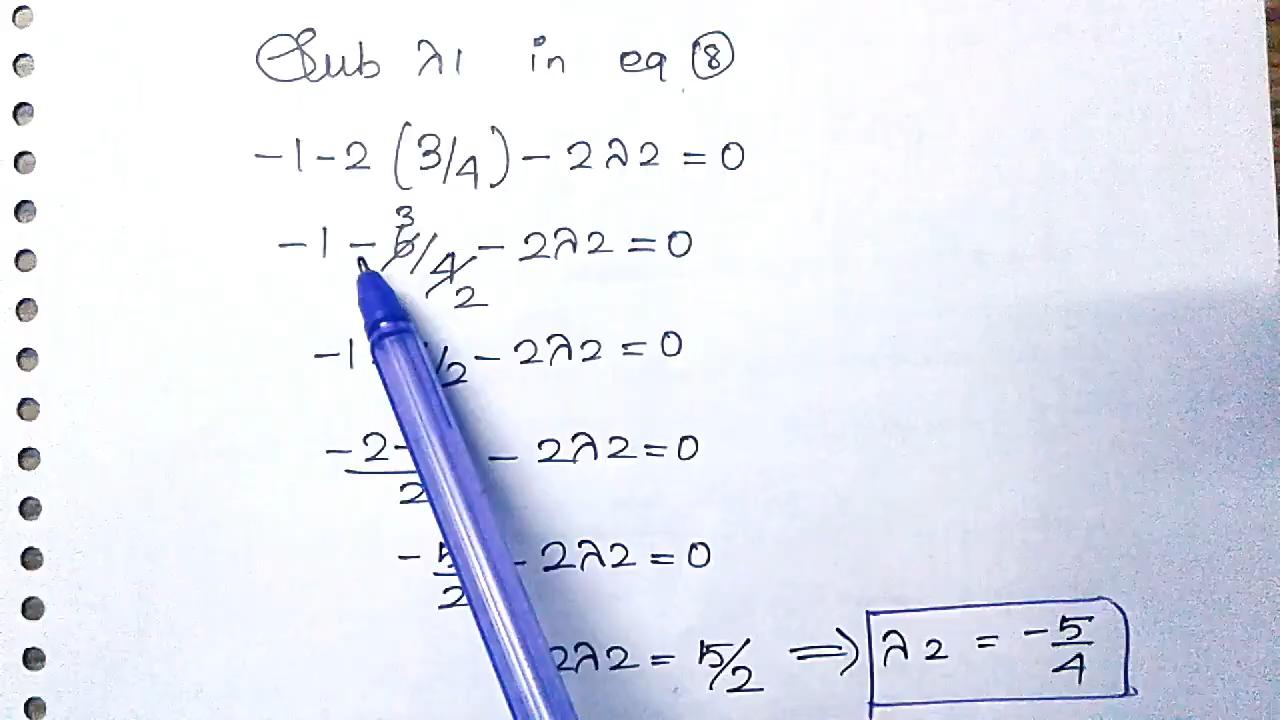 Sub λ1 in eq ⑧
-1-2 (3/4) - 2λ2 = 0
-1 - 6/4 - 2λ2 = 0
3
2
-1 /2 - 2λ2 = 0
-2- /2 - 2λ2 = 0
-5/2 - 2λ2 = 0
2λ2 = 5/2 ⟹ λ2 = -5/4